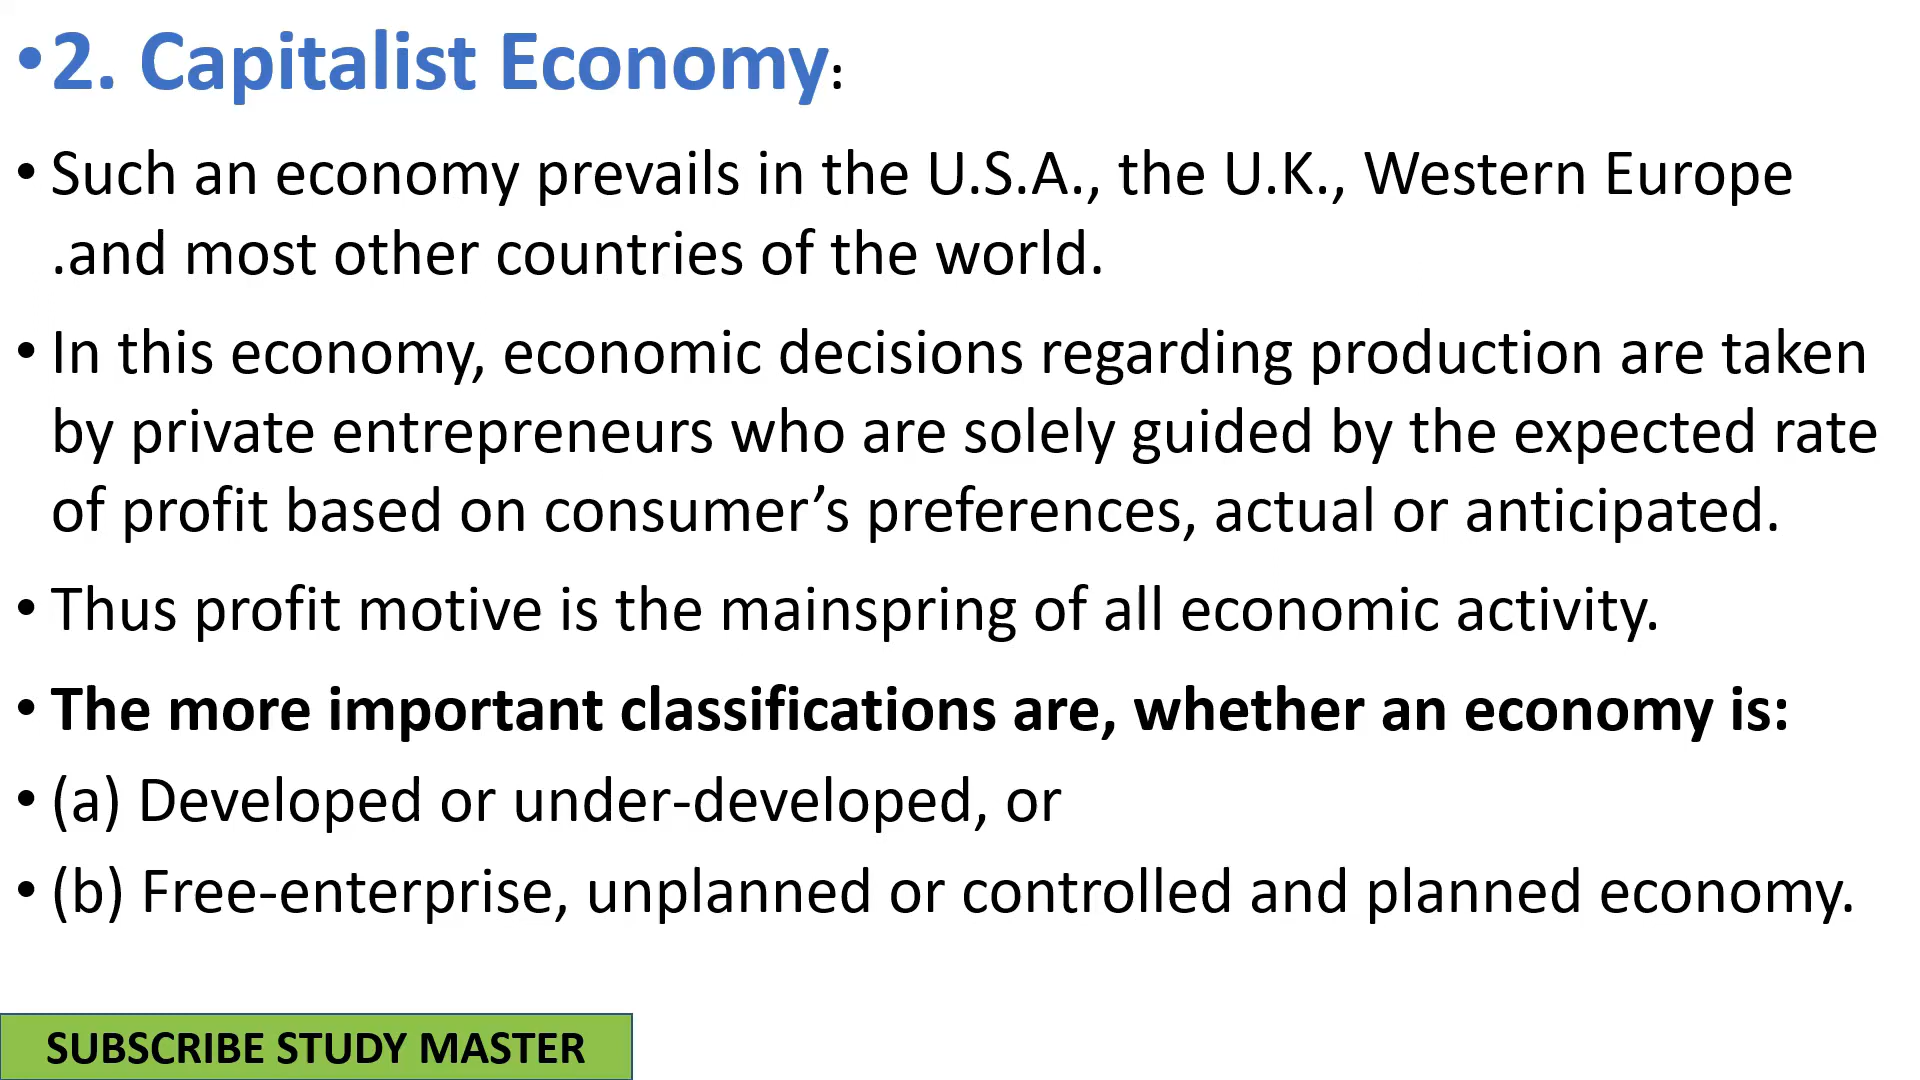 •2. Capitalist Economy:
• Such an economy prevails in the U.S.A., the U.K., Western Europe
.and most other countries of the world.
• In this economy, economic decisions regarding production are taken
by private entrepreneurs who are solely guided by the expected rate
of profit based on consumer’s preferences, actual or anticipated.
• Thus profit motive is the mainspring of all economic activity.
• The more important classifications are, whether an economy is:
• (a) Developed or under-developed, or
• (b) Free-enterprise, unplanned or controlled and planned economy.
SUBSCRIBE STUDY MASTER